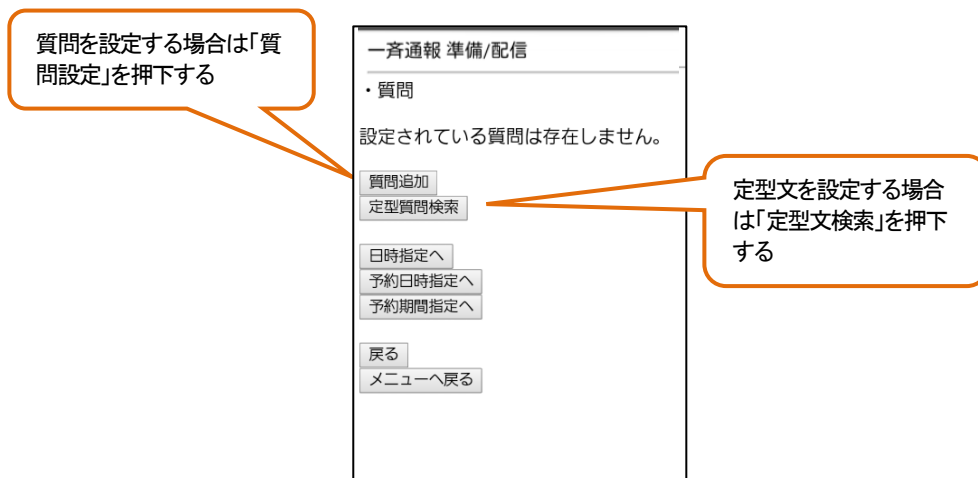 質問を設定する場合は「質
問設定」を押下する
一斉通報 準備/配信
・質問
設定されている質問は存在しません。
質問追加
定型質問検索
定型文を設定する場合
は「定型文検索」を押下
する
日時指定へ
予約日時指定へ
予約期間指定へ
戻る
メニューへ戻る